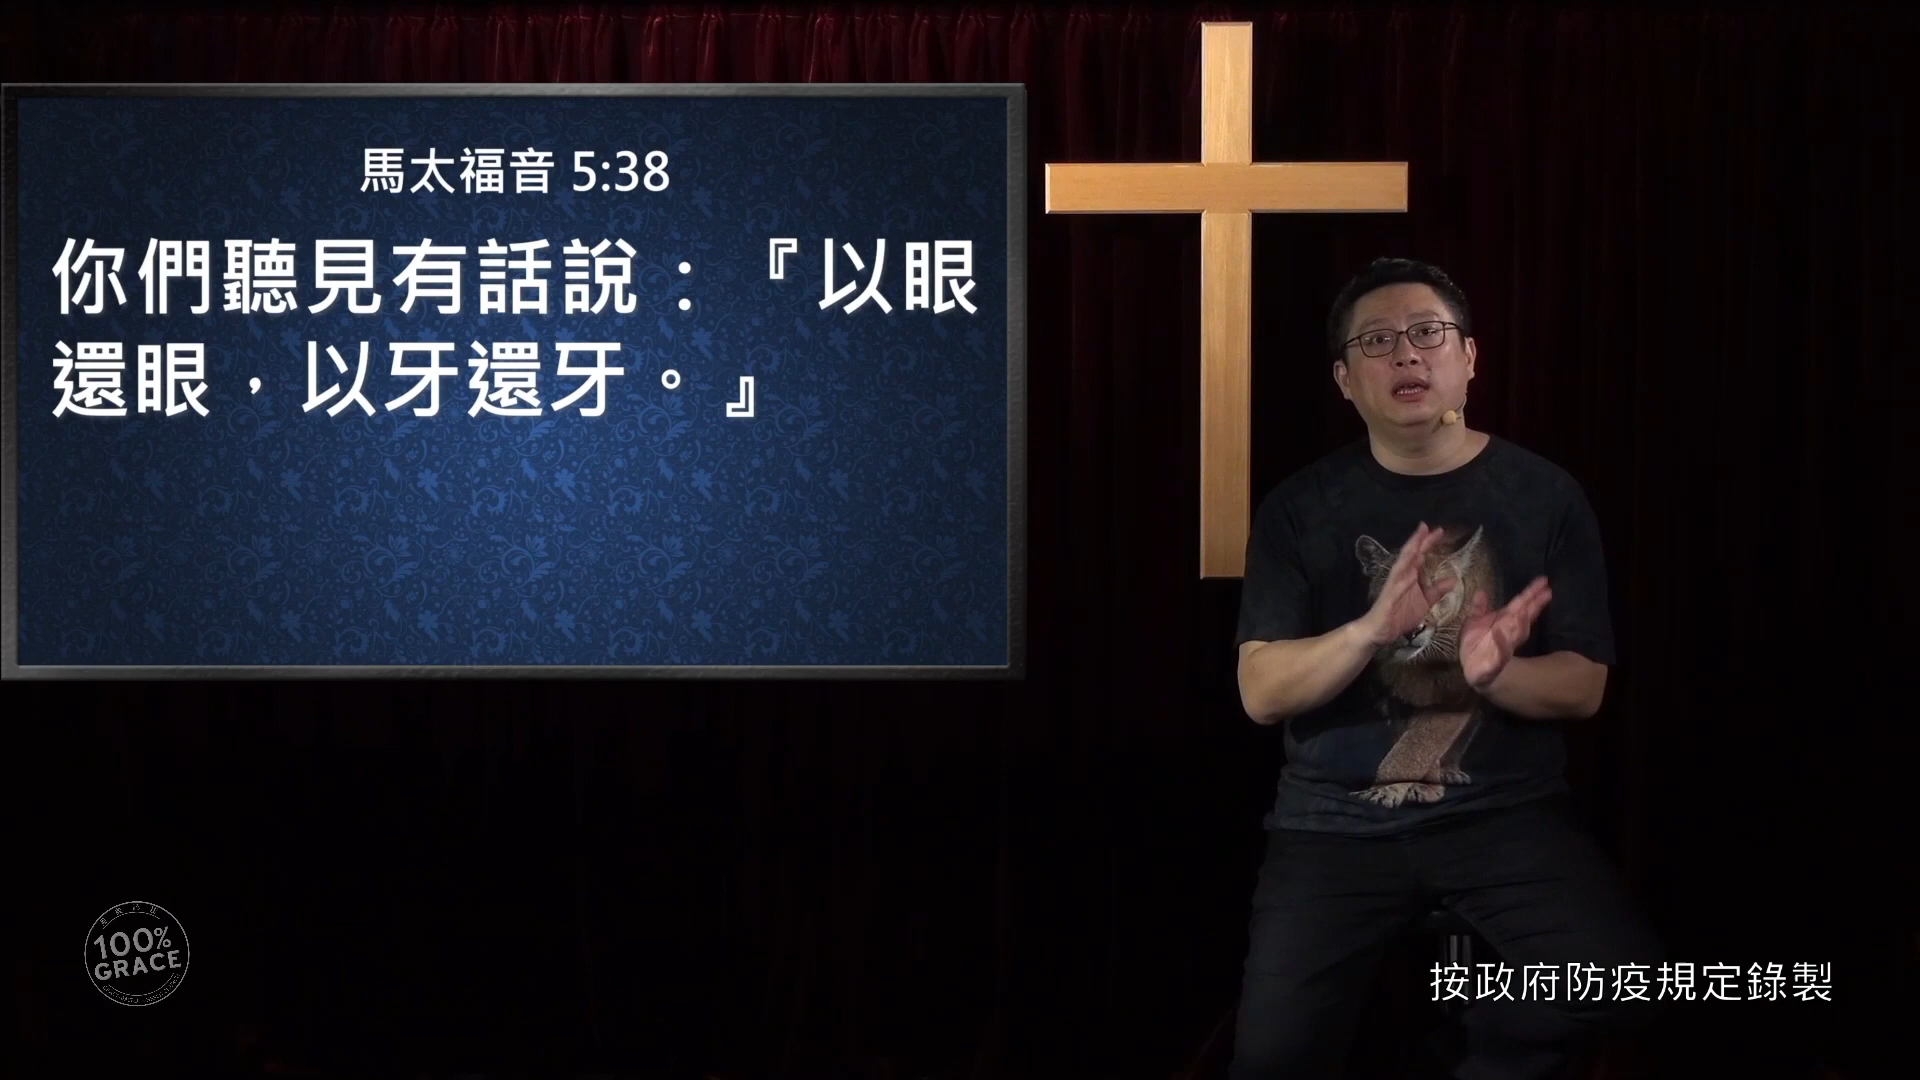 馬太福音 5:38
你們聽見有話說：『以眼
還眼，以牙還牙。』
100%
GRACE
按政府防疫規定錄製